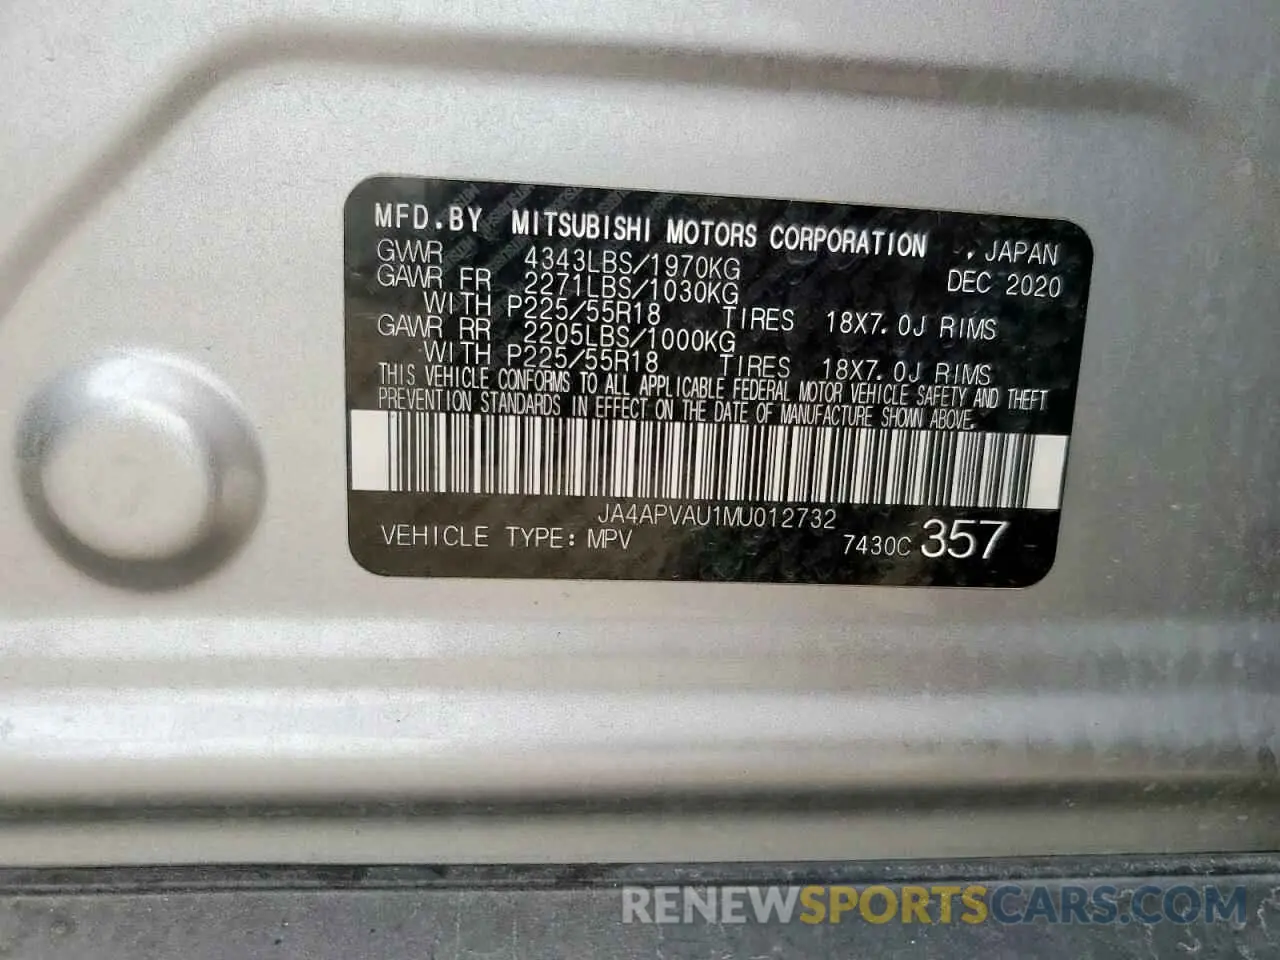 MFD.BY MITSUBISHI MOTORS CORPORATION , JAPAN
GVWR 4343LBS/1970KG DEC 2020
GAWR FR 2271LBS/1030KG
WITH P225/55R18 TIRES 18X7.0J RIMS
GAWR RR 2205LBS/1000KG
WITH P225/55R18 TIRES 18X7.0J RIMS
THIS VEHICLE CONFORMS TO ALL APPLICABLE FEDERAL MOTOR VEHICLE SAFETY AND THEFT
PREVENTION STANDARDS IN EFFECT ON THE DATE OF MANUFACTURE SHOWN ABOVE.
JA4APVAU1MU012732
VEHICLE TYPE: MPV 7430C 357
RENEWSPORTSCARS.COM